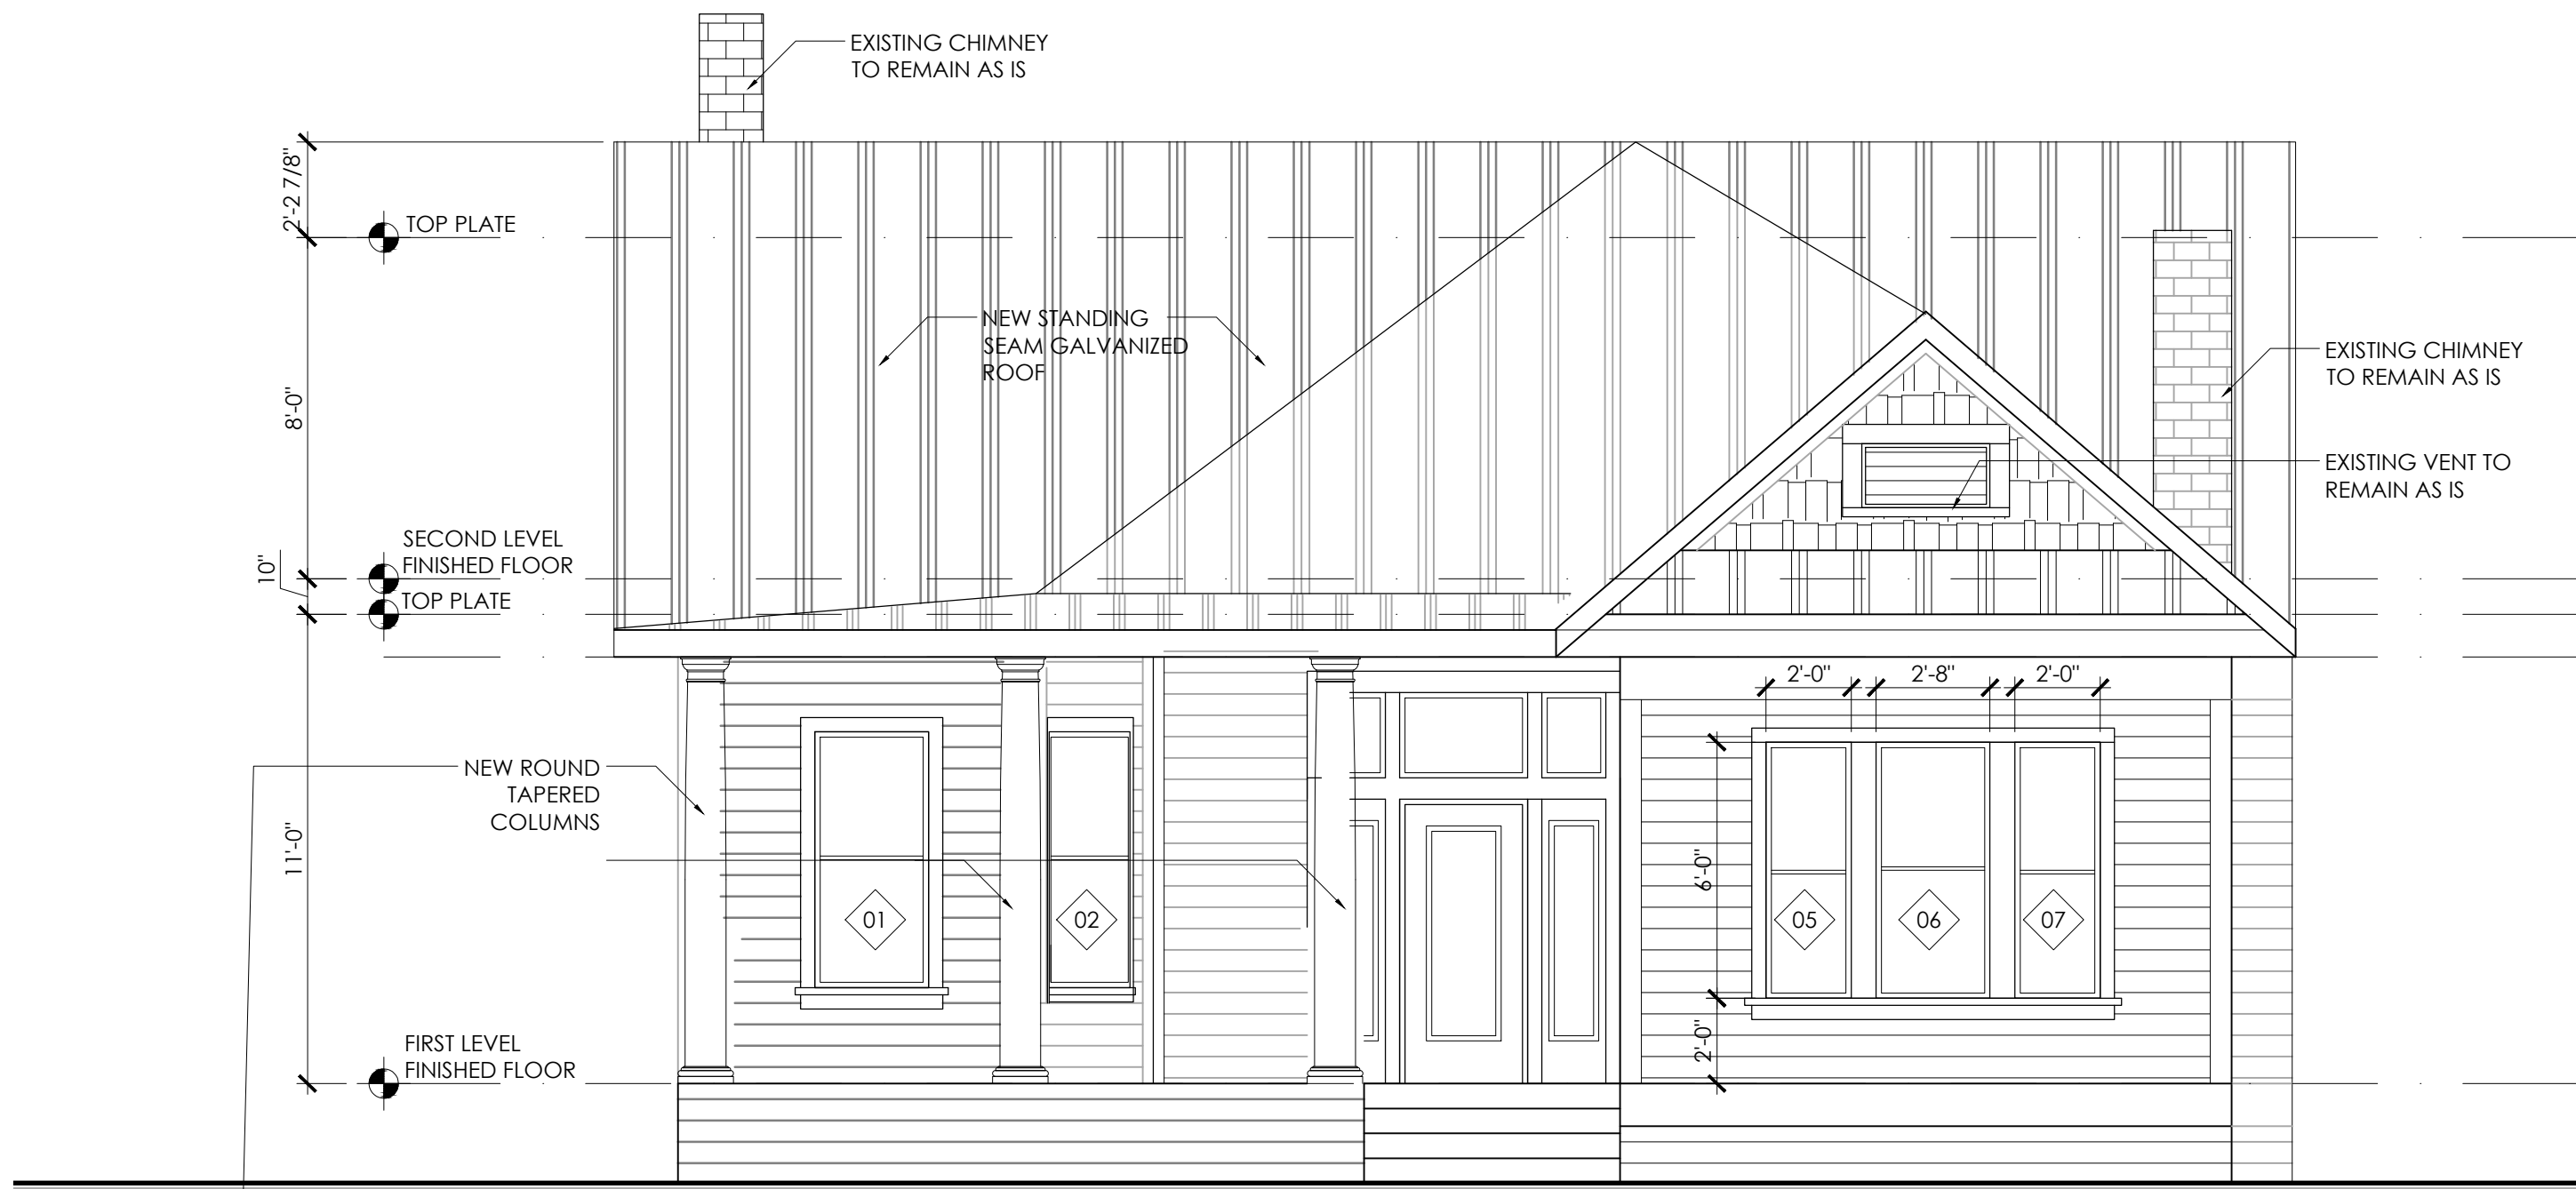 EXISTING CHIMNEY
TO REMAIN AS IS
2'-2 7/8"
TOP PLATE
NEW STANDING
SEAM GALVANIZED
ROOF
EXISTING CHIMNEY
TO REMAIN AS IS
8'-0"
EXISTING VENT TO
REMAIN AS IS
SECOND LEVEL
FINISHED FLOOR
10"
TOP PLATE
2'-0"
2'-8"
2'-0"
NEW ROUND
TAPERED
COLUMNS
11'-0"
6'-0"
01
02
05
06
07
2'-0"
FIRST LEVEL
FINISHED FLOOR